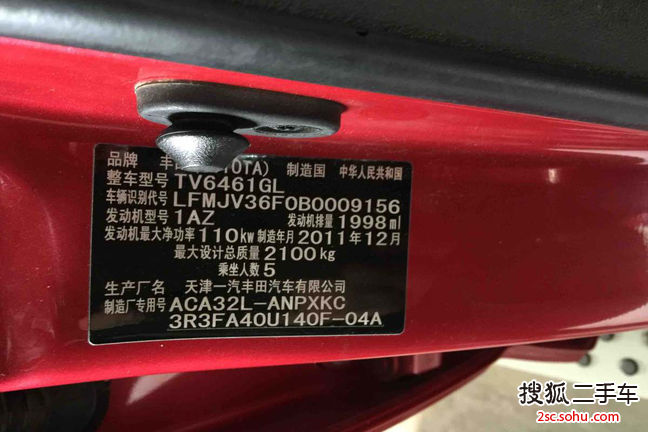 品牌 丰田 TOTA) 制造国 中华人民共和国
整车型号 TV6461GL
车辆识别代号 LFMJV36F0B0009156
发动机型号 1AZ 发动机排量 1998ml
发动机最大净功率 110kw 制造年月 2011年12月
最大设计总质量 2100kg
乘坐人数 5
生产厂名 天津一汽丰田汽车有限公司
制造厂专用号 ACA32L-ANPXKC
3R3FA40U140F-04A
搜狐二手车
2sc.sohu.com